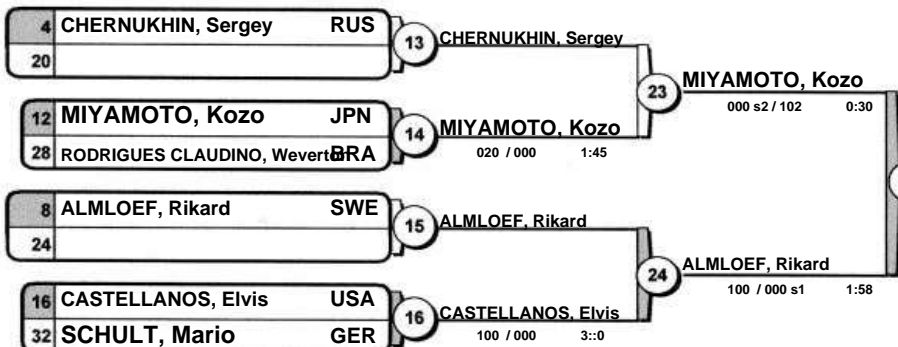 4 CHERNUKHIN, Sergey RUS
20
13 CHERNUKHIN, Sergey
12 MIYAMOTO, Kozo JPN
28 RODRIGUES CLAUDINO, Weverton BRA
14 MIYAMOTO, Kozo
020 / 000 1:45
23 MIYAMOTO, Kozo
000 s2 / 102 0:30
8 ALMLOEF, Rikard SWE
24
15 ALMLOEF, Rikard
16 CASTELLANOS, Elvis USA
32 SCHULT, Mario GER
16 CASTELLANOS, Elvis
100 / 000 3::0
24 ALMLOEF, Rikard
100 / 000 s1 1:58